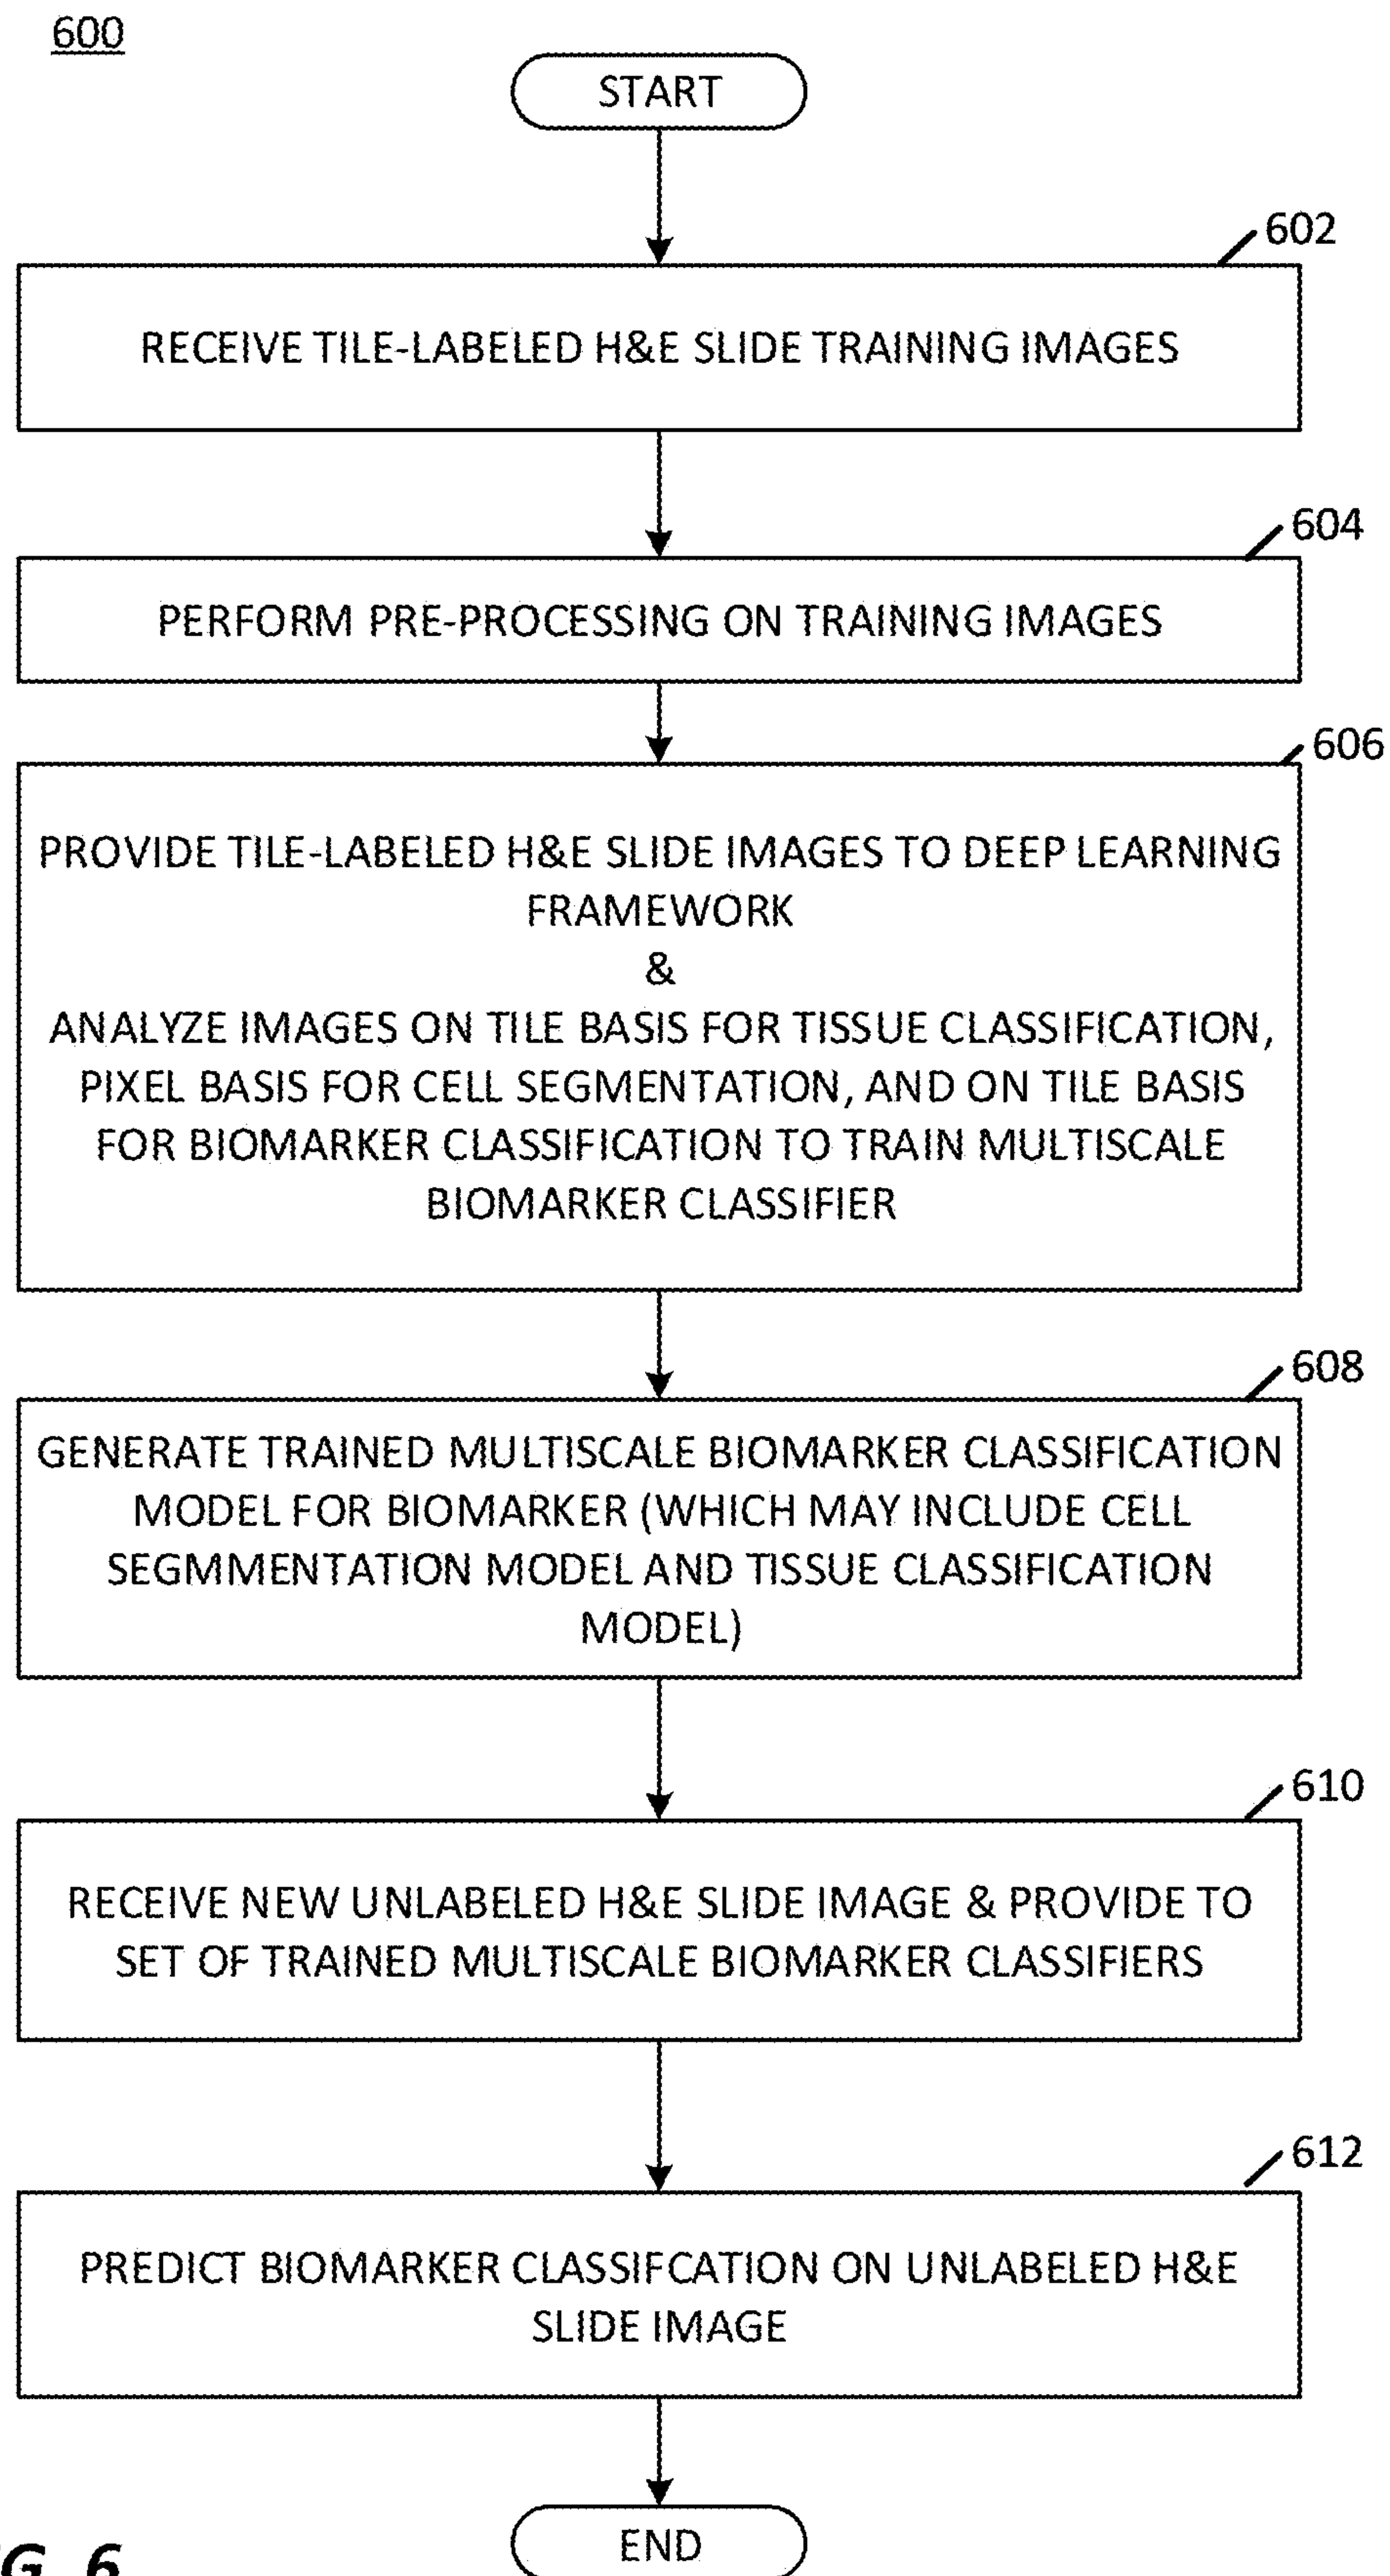 600
START
602
RECEIVE TILE-LABELED H&E SLIDE TRAINING IMAGES
604
PERFORM PRE-PROCESSING ON TRAINING IMAGES
606
PROVIDE TILE-LABELED H&E SLIDE IMAGES TO DEEP LEARNING
FRAMEWORK
&
ANALYZE IMAGES ON TILE BASIS FOR TISSUE CLASSIFICATION,
PIXEL BASIS FOR CELL SEGMENTATION, AND ON TILE BASIS
FOR BIOMARKER CLASSIFICATION TO TRAIN MULTISCALE
BIOMARKER CLASSIFIER
608
GENERATE TRAINED MULTISCALE BIOMARKER CLASSIFICATION
MODEL FOR BIOMARKER (WHICH MAY INCLUDE CELL
SEGMMENTATION MODEL AND TISSUE CLASSIFICATION
MODEL)
610
RECEIVE NEW UNLABELED H&E SLIDE IMAGE & PROVIDE TO
SET OF TRAINED MULTISCALE BIOMARKER CLASSIFIERS
612
PREDICT BIOMARKER CLASSIFCATION ON UNLABELED H&E
SLIDE IMAGE
END
G. 6